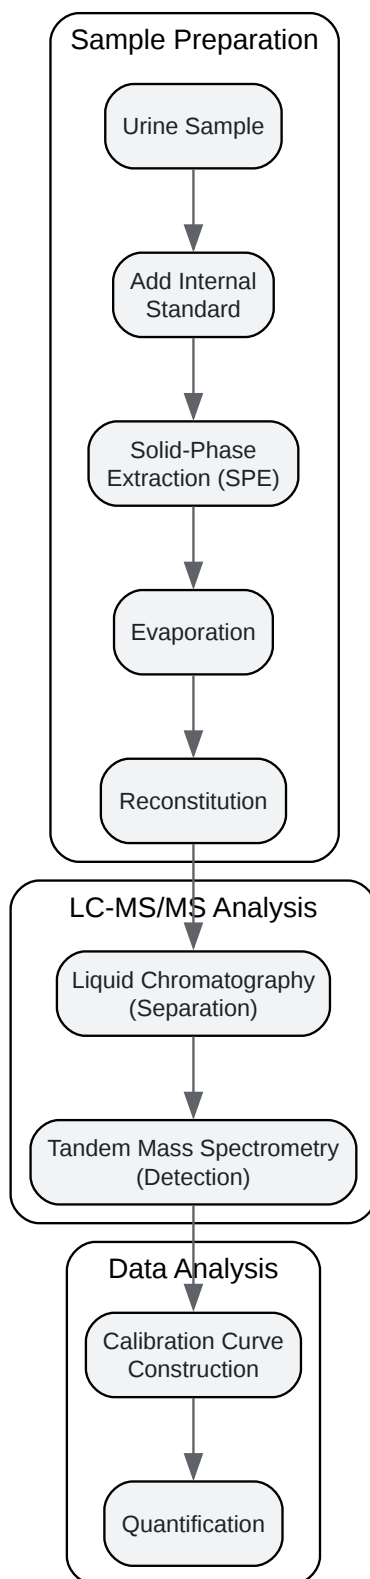 Sample Preparation
Urine Sample
Add Internal
Standard
Solid-Phase
Extraction (SPE)
Evaporation
Reconstitution
LC-MS/MS Analysis
Liquid Chromatography
(Separation)
Tandem Mass Spectrometry
(Detection)
Data Analysis
Calibration Curve
Construction
Quantification